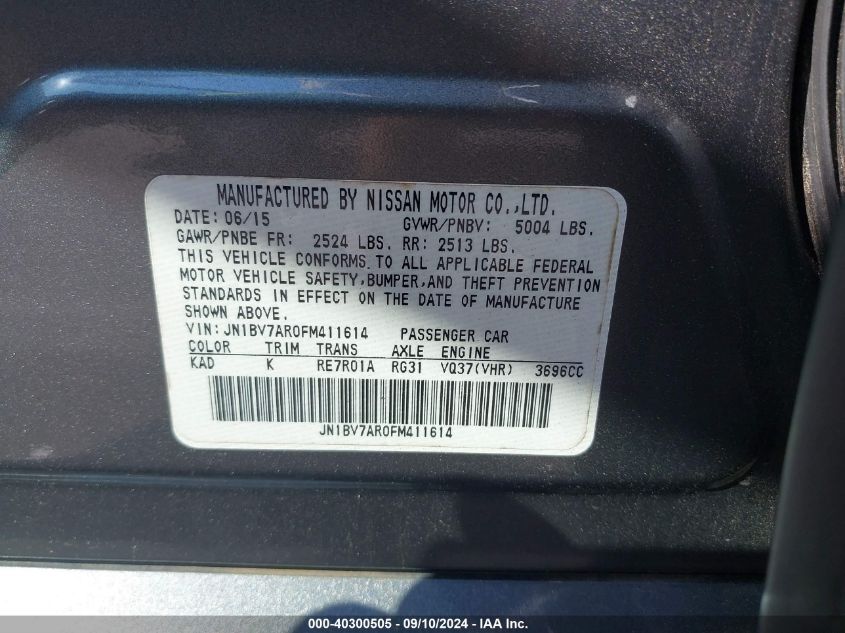 MANUFACTURED BY NISSAN MOTOR CO.,LTD.
DATE: 06/15 GVWR/PNBV: 5004 LBS.
GAWR/PNBE FR: 2524 LBS. RR: 2513 LBS.
THIS VEHICLE CONFORMS TO ALL APPLICABLE FEDERAL
MOTOR VEHICLE SAFETY,BUMPER,AND THEFT PREVENTION
STANDARDS IN EFFECT ON THE DATE OF MANUFACTURE
SHOWN ABOVE.
VIN: JN1BV7AR0FM411614 PASSENGER CAR
COLOR TRIM TRANS AXLE ENGINE
KAD K RE7R01A RG31 VQ37(VHR) 3696CC
JN1BV7AR0FM411614
000-40300505 - 09/10/2024 - IAA Inc.